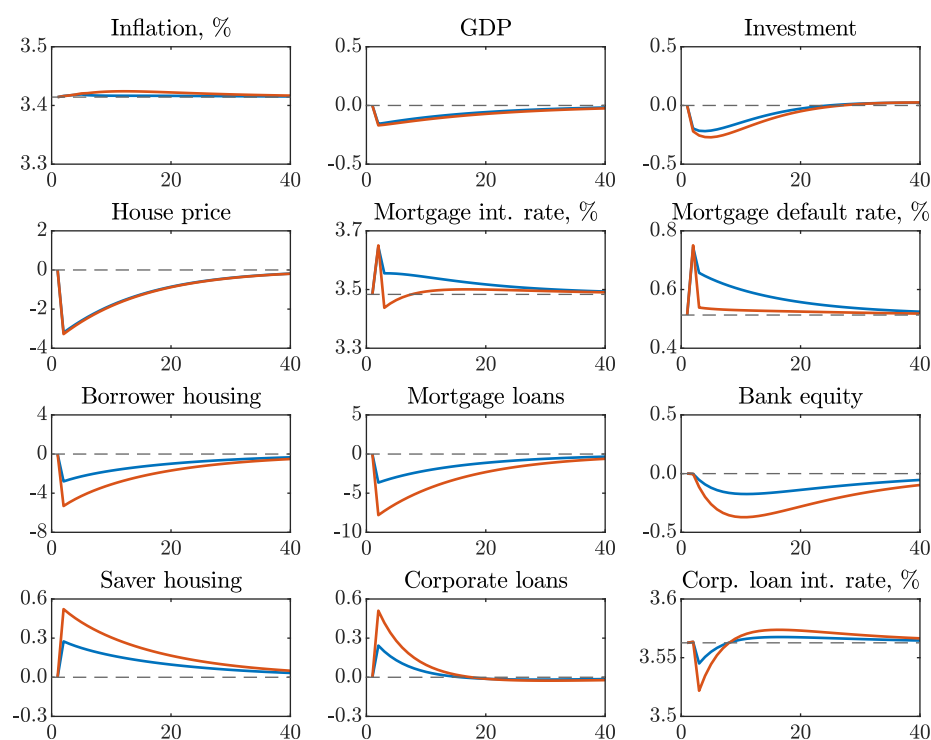 Inflation, % GDP Investment
3.5 0.5 0.5
3.4 0.0 0.0
3.3 -0.5 -0.5
0 20 40 0 20 40 0 20 40
House price Mortgage int. rate, % Mortgage default rate, %
2 3.7 0.8
0
3.5 0.6
-2
-4 3.3 0.4
0 20 40 0 20 40 0 20 40
Borrower housing Mortgage loans Bank equity
4 5 0.5
0 0 0.0
-4 -5
-8 -10 -0.5
0 20 40 0 20 40 0 20 40
Saver housing Corporate loans Corp. loan int. rate, %
0.6 0.6 3.6
0.3 0.3
3.55
0.0 0.0
-0.3 -0.3 3.5
0 20 40 0 20 40 0 20 40